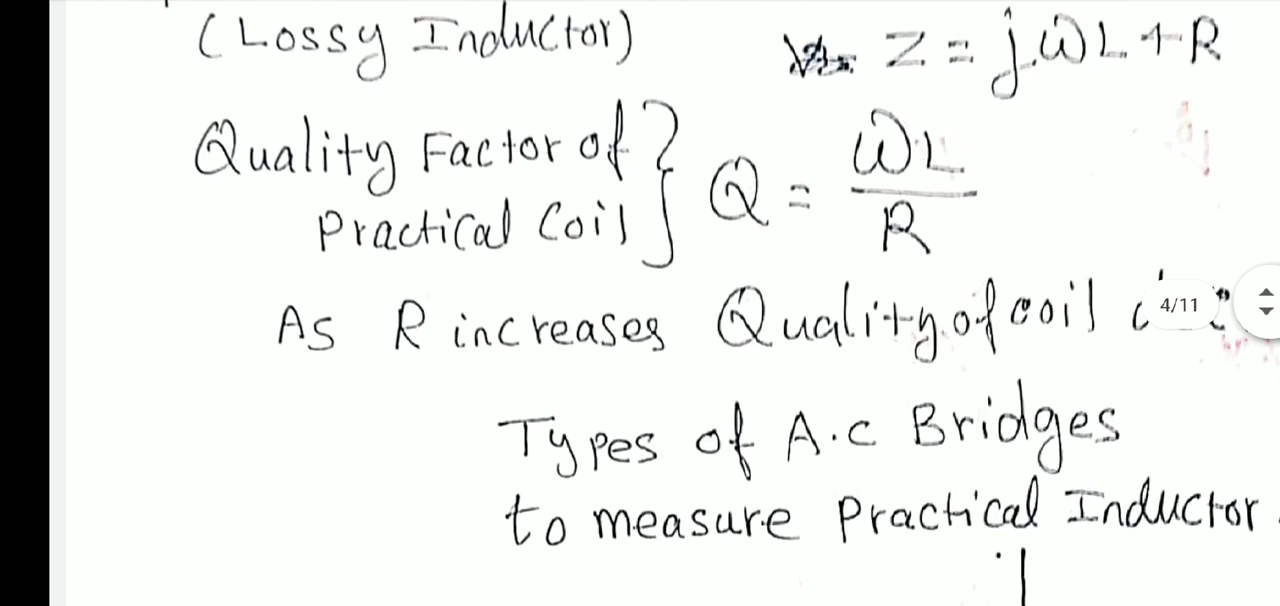 (Lossy Inductor)
Z = jωL+R
Quality Factor of Practical Coil} Q = ωL/R
As R increases Quality of coil
4/11
Types of A.c Bridges
to measure Practical Inductor.